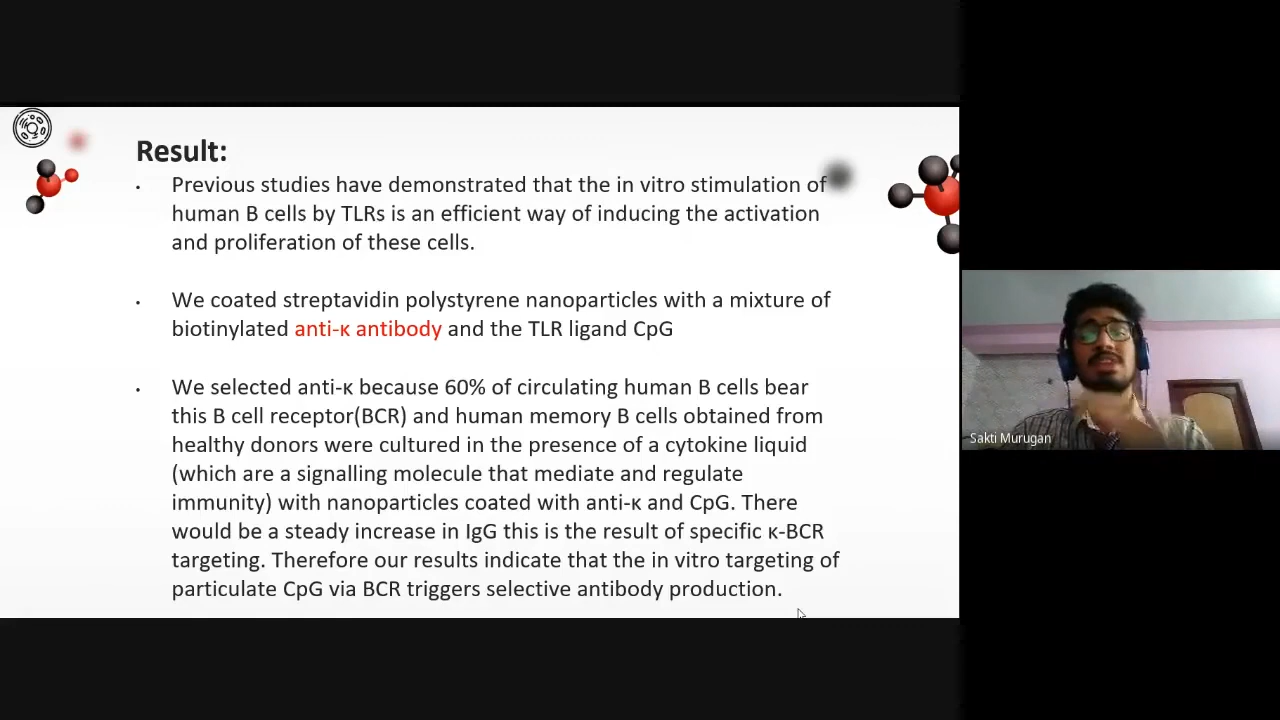 Result:
Previous studies have demonstrated that the in vitro stimulation of
human B cells by TLRs is an efficient way of inducing the activation
and proliferation of these cells.
We coated streptavidin polystyrene nanoparticles with a mixture of
biotinylated anti-κ antibody and the TLR ligand CpG
We selected anti-κ because 60% of circulating human B cells bear
this B cell receptor(BCR) and human memory B cells obtained from
healthy donors were cultured in the presence of a cytokine liquid
(which are a signalling molecule that mediate and regulate
immunity) with nanoparticles coated with anti-κ and CpG. There
would be a steady increase in IgG this is the result of specific κ-BCR
targeting. Therefore our results indicate that the in vitro targeting of
particulate CpG via BCR triggers selective antibody production.
Sakti Murugan